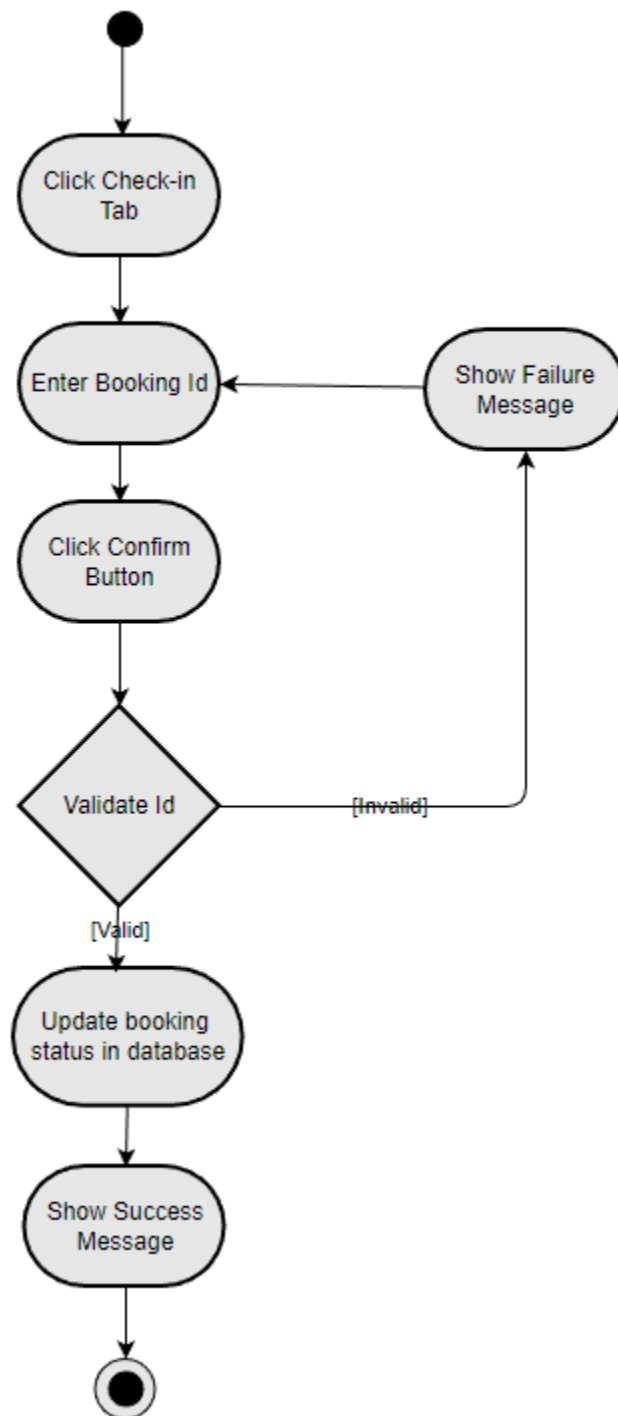 Click Check-in
Tab
Enter Booking Id
Show Failure
Message
Click Confirm
Button
Validate Id
[Invalid]
[Valid]
Update booking
status in database
Show Success
Message